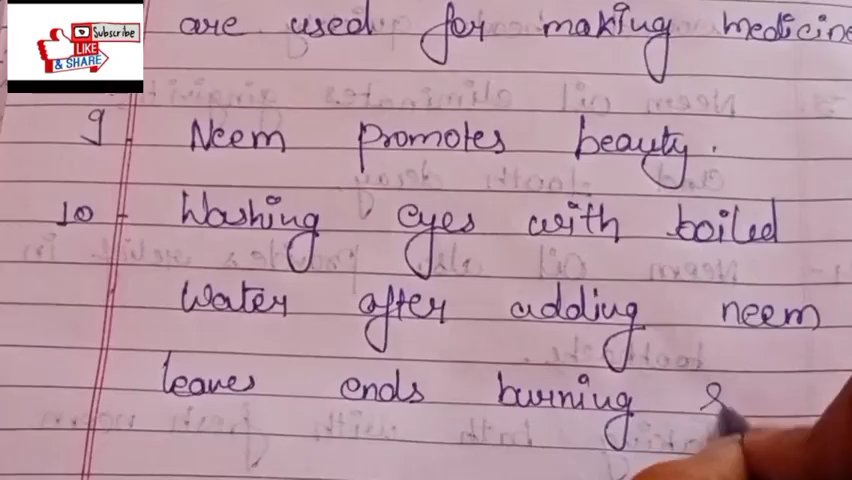 Subscribe
LIKE
& SHARE
are used for making medicine
9 - Neem promotes beauty.
10 - Washing eyes with boiled
water after adding neem
leaves ends burning &